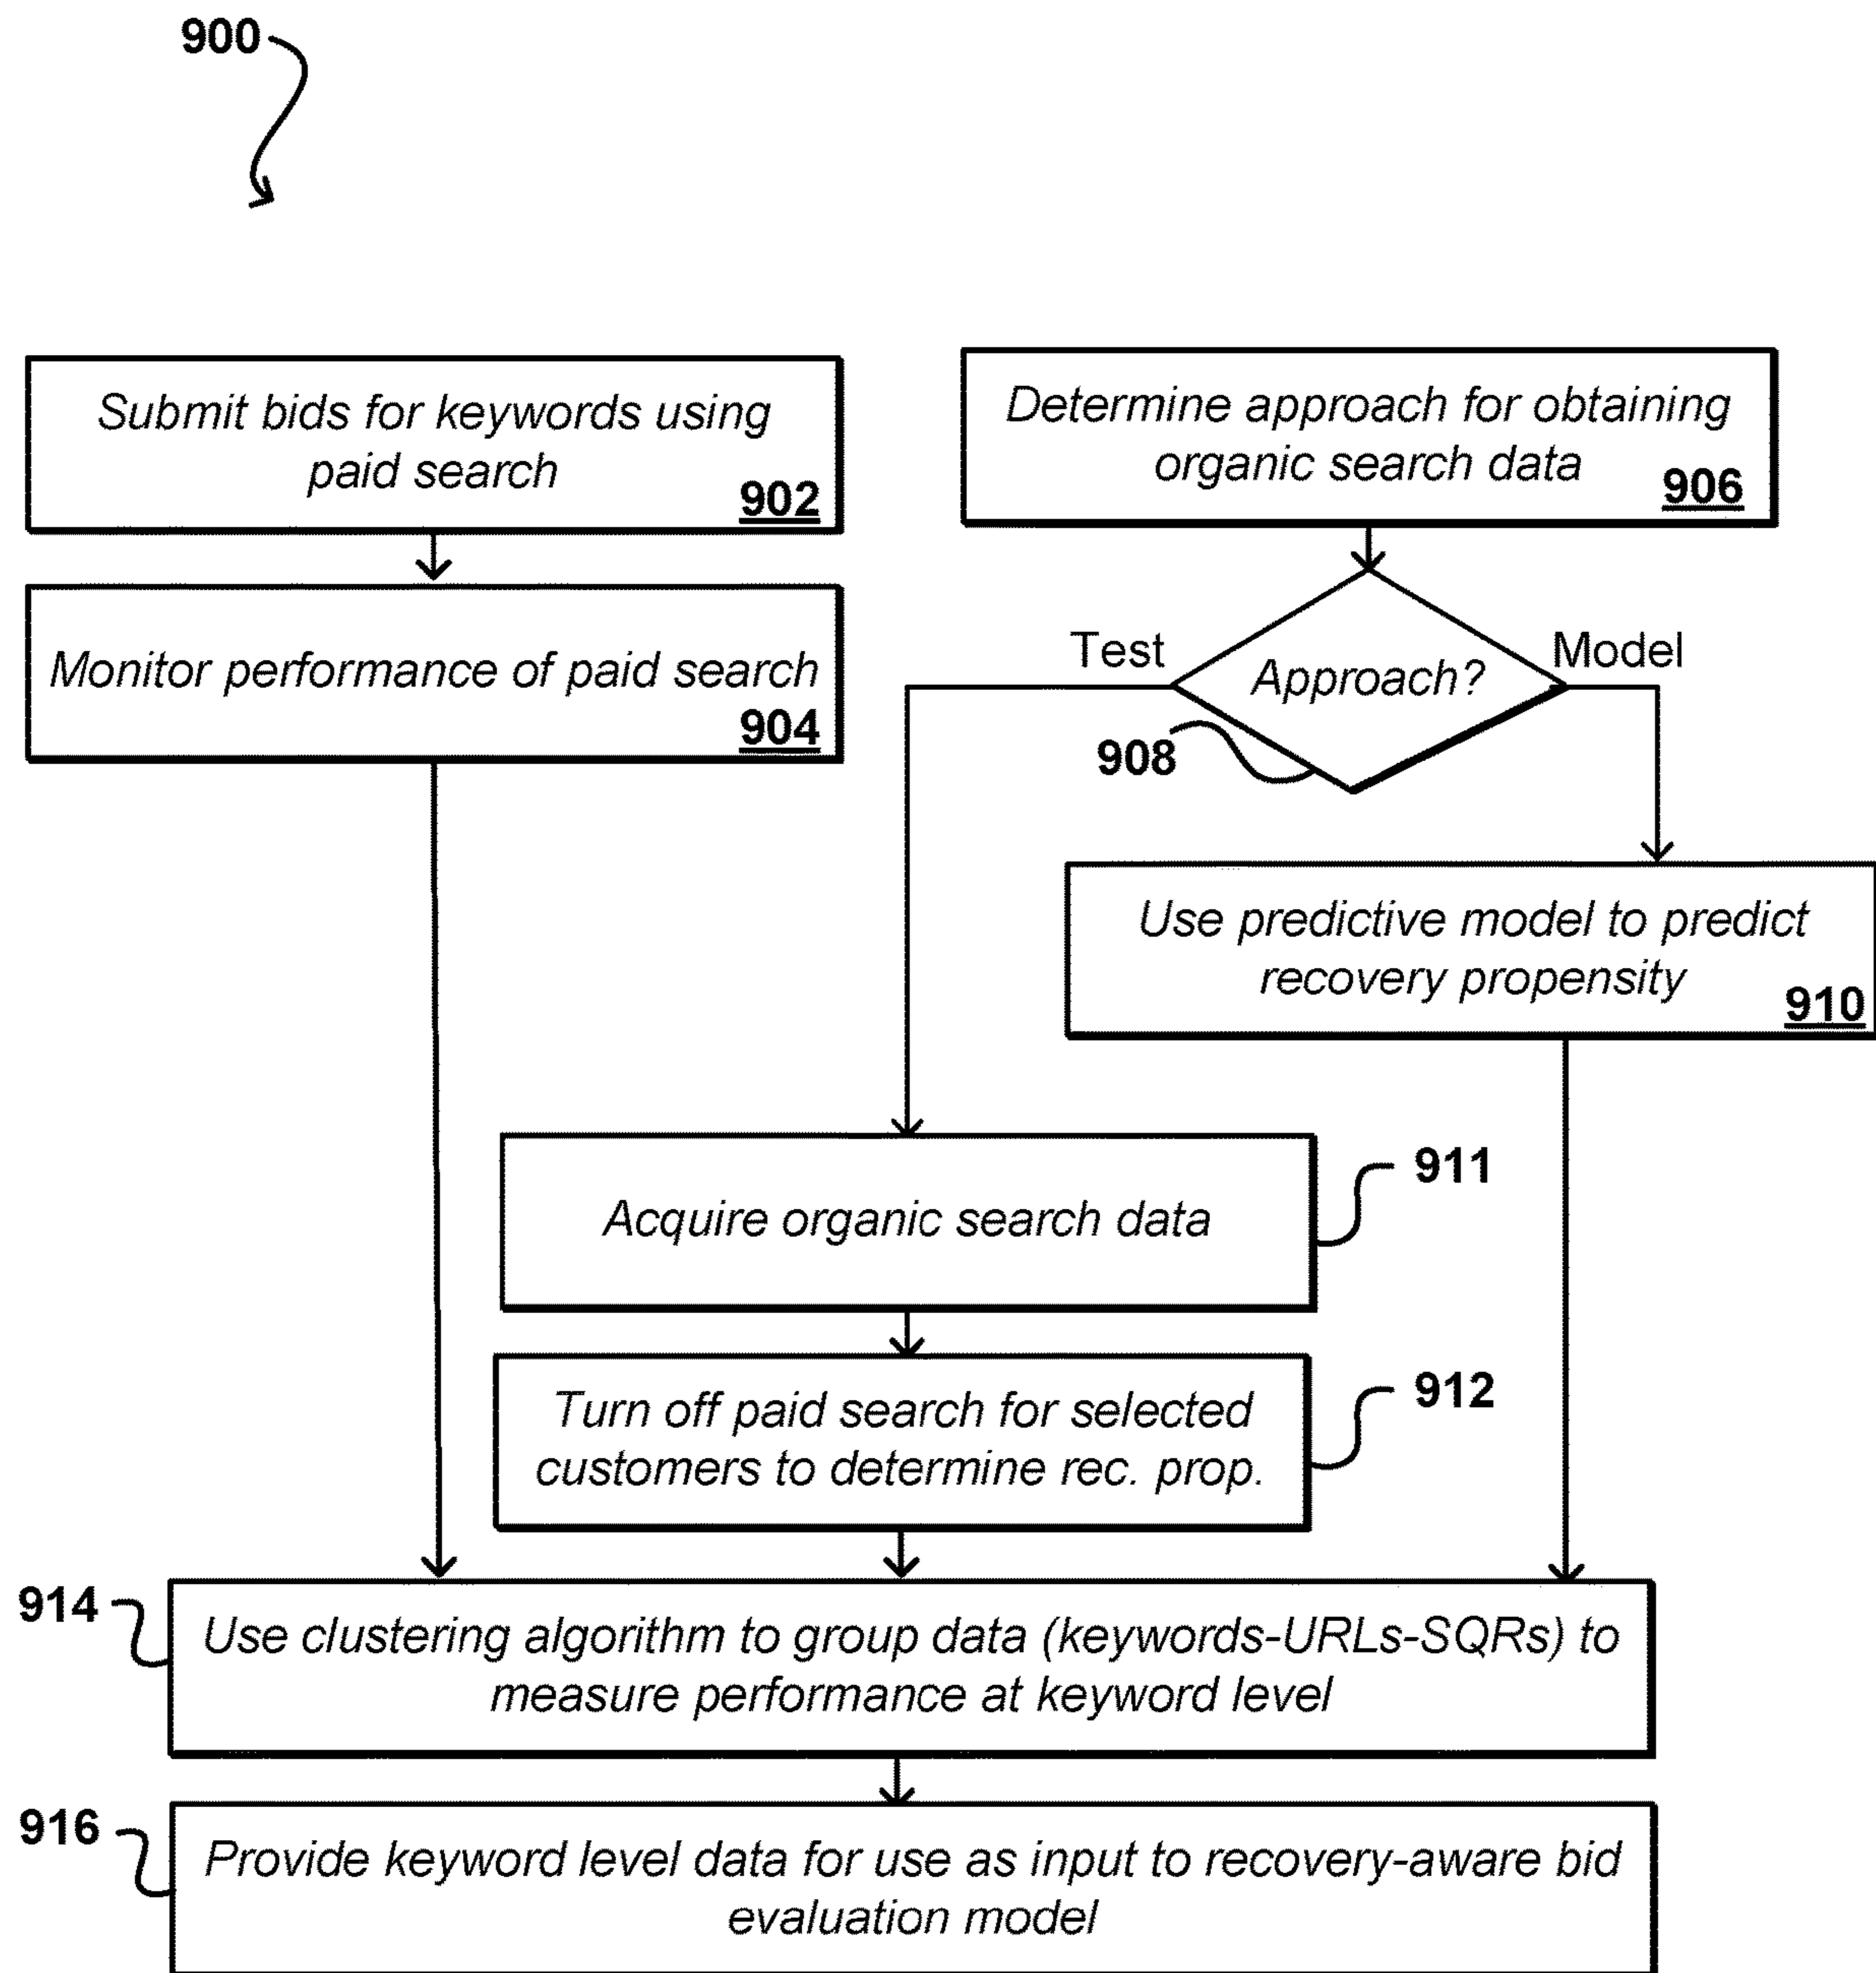 900
Submit bids for keywords using
paid search
902
Monitor performance of paid search
904
Determine approach for obtaining
organic search data
906
Test
Approach?
Model
908
Use predictive model to predict
recovery propensity
910
Acquire organic search data
911
Turn off paid search for selected
customers to determine rec. prop.
912
914
Use clustering algorithm to group data (keywords-URLs-SQRs) to
measure performance at keyword level
916
Provide keyword level data for use as input to recovery-aware bid
evaluation model